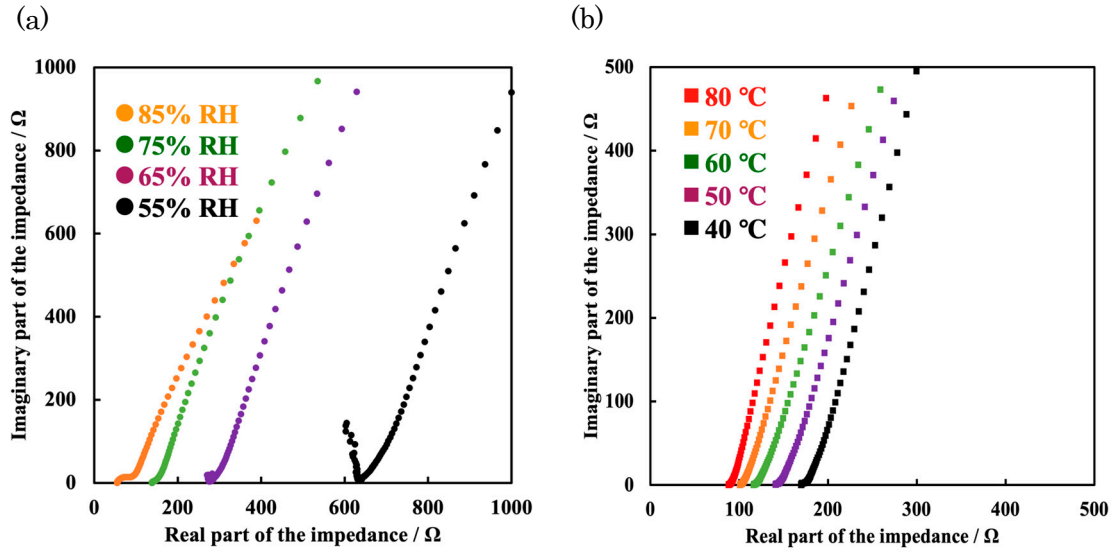 (a)
Imaginary part of the impedance / Ω
1000
800
600
400
200
0
85% RH
75% RH
65% RH
55% RH
0 200 400 600 800 1000
Real part of the impedance / Ω
(b)
Imaginary part of the impedance / Ω
500
400
300
200
100
0
80 ℃
70 ℃
60 ℃
50 ℃
40 ℃
0 100 200 300 400 500
Real part of the impedance / Ω